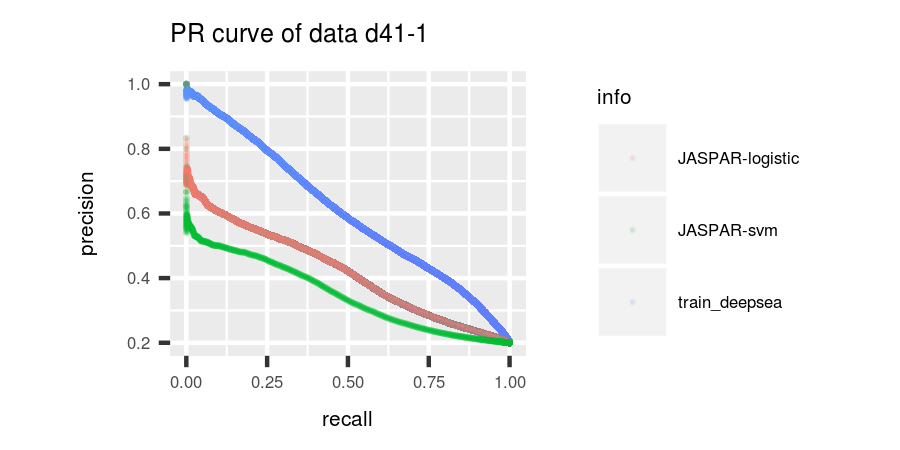 PR curve of data d41-1
1.0
0.8
0.6
0.4
0.2
precision
0.00 0.25 0.50 0.75 1.00
recall
info
JASPAR-logistic
JASPAR-svm
train_deepsea